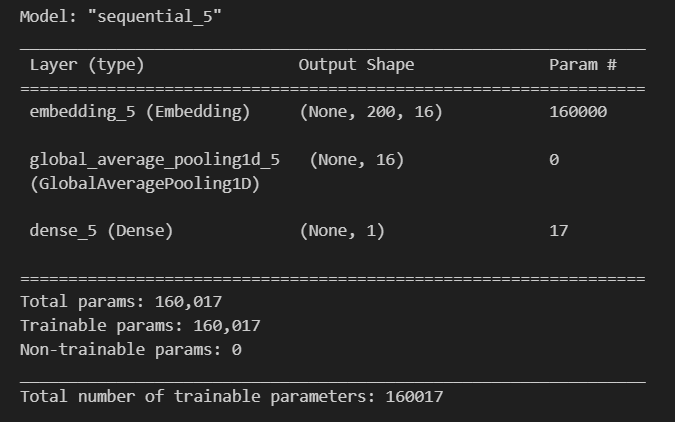 Model: "sequential_5"
_________________________________________________________________
Layer (type) Output Shape Param #
=================================================================
embedding_5 (Embedding) (None, 200, 16) 160000
global_average_pooling1d_5 (None, 16) 0
(GlobalAveragePooling1D)
dense_5 (Dense) (None, 1) 17
=================================================================
Total params: 160,017
Trainable params: 160,017
Non-trainable params: 0
_________________________________________________________________
Total number of trainable parameters: 160017